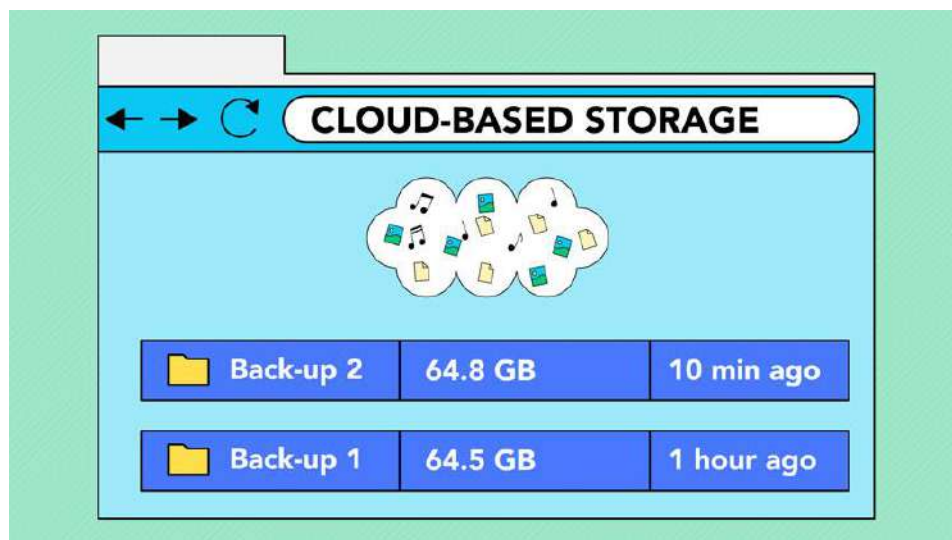 CLOUD-BASED STORAGE
Back-up 2 64.8 GB 10 min ago
Back-up 1 64.5 GB 1 hour ago